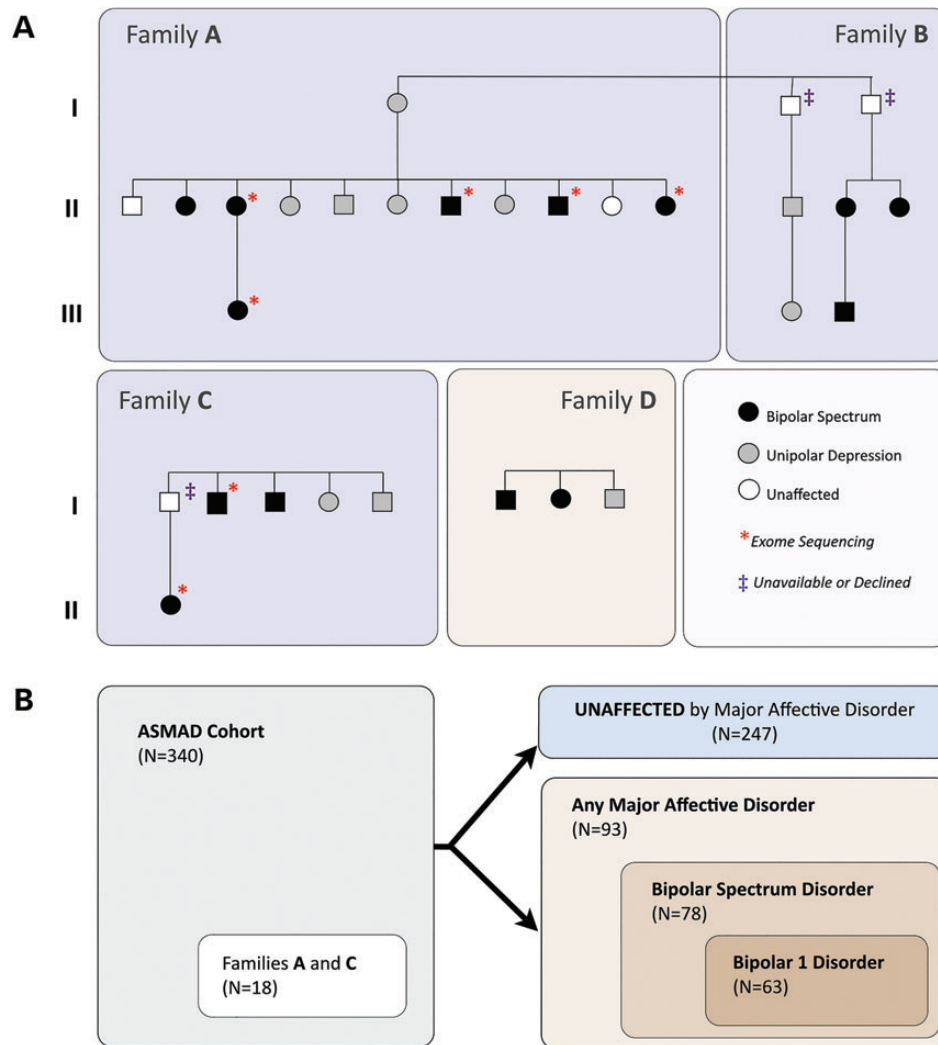 A
Family A
Family B
I
‡
‡
II
*
*
*
*
III
*
Family C
Family D
I
‡
*
II
*
Bipolar Spectrum
Unipolar Depression
Unaffected
*Exome Sequencing
‡ Unavailable or Declined
B
ASMAD Cohort
(N=340)
Families A and C
(N=18)
UNAFFECTED by Major Affective Disorder
(N=247)
Any Major Affective Disorder
(N=93)
Bipolar Spectrum Disorder
(N=78)
Bipolar 1 Disorder
(N=63)